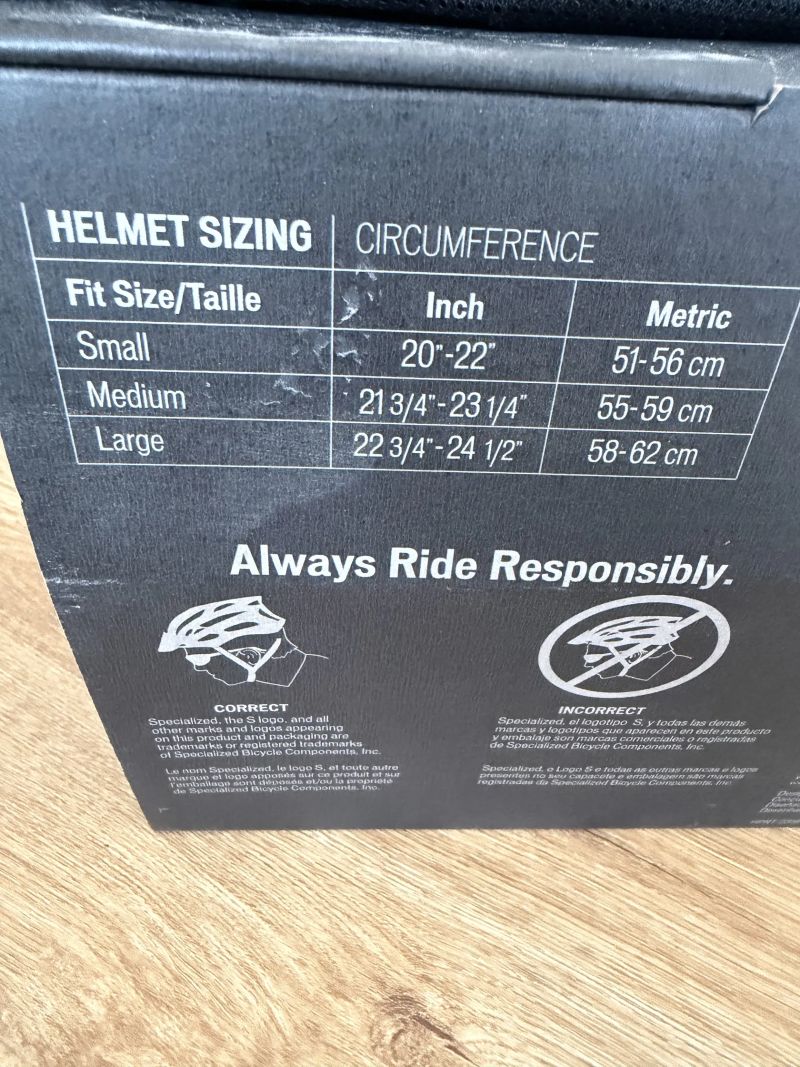 HELMET SIZING CIRCUMFERENCE
Fit Size/Taille Inch Metric
Small 20"-22" 51-56 cm
Medium 21 3/4"-23 1/4" 55-59 cm
Large 22 3/4"-24 1/2" 58-62 cm
Always Ride Responsibly.
CORRECT
Specialized, the S logo, and all
other marks and logos appearing
on this product and packaging are
trademarks or registered trademarks
of Specialized Bicycle Components, Inc.
Le nom Specialized, le logo S, et toute autre
marque et logo apposés sur ce produit et sur
l'emballage sont déposés et/ou la propriété
de Specialized Bicycle Components, Inc.
INCORRECT
Specialized, el logotipo S, y todas las demás
marcas y logotipos que aparecen en este producto
y embalaje son marcas comerciales o registradas
de Specialized Bicycle Components, Inc.
Specialized, o Logo S e todas as outras marcas e logos
presentes no seu capacete e embalagem são marcas
registradas da Specialized Bicycle Components, Inc.